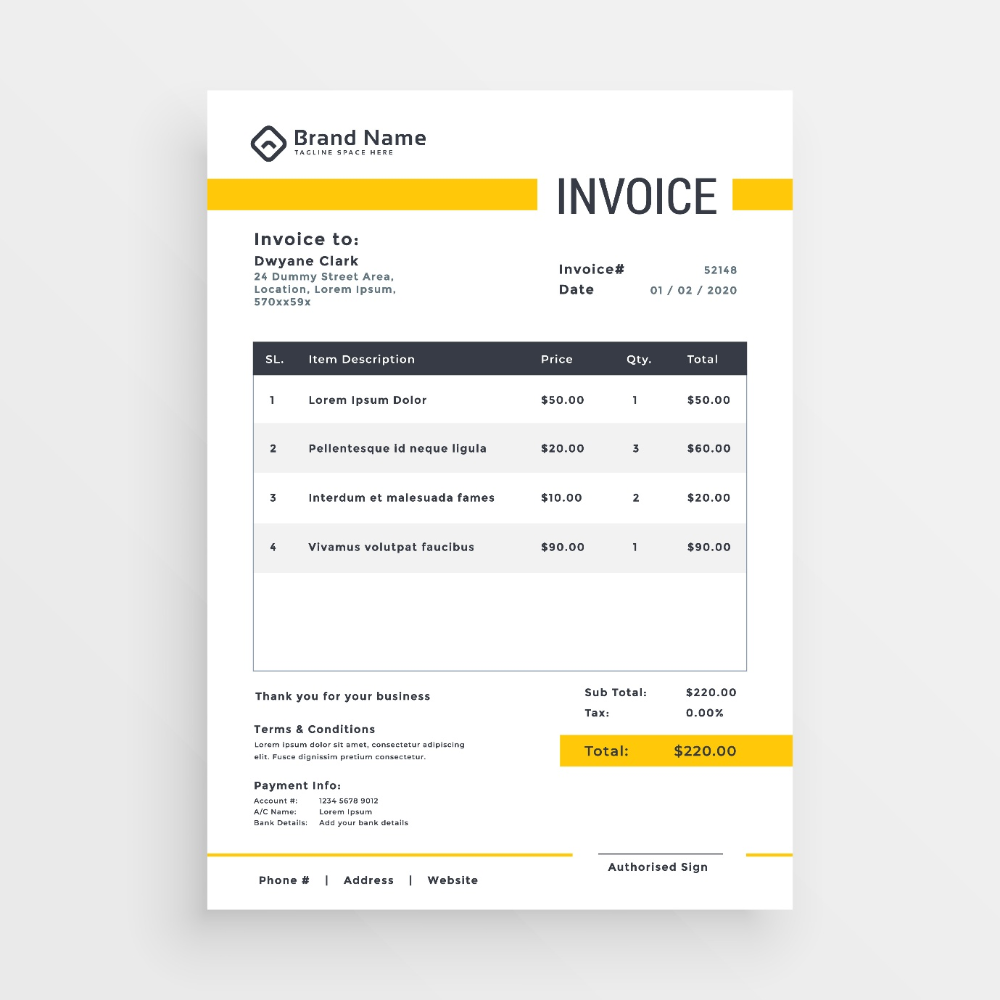 Brand Name
TAGLINE SPACE HERE
INVOICE
Invoice to:
Dwyane Clark
24 Dummy Street Area,
Location, Lorem Ipsum,
570xx59x
Invoice# 52148
Date 01 / 02 / 2020
SL. Item Description Price Qty. Total
1 Lorem Ipsum Dolor $50.00 1 $50.00
2 Pellentesque id neque ligula $20.00 3 $60.00
3 Interdum et malesuada fames $10.00 2 $20.00
4 Vivamus volutpat faucibus $90.00 1 $90.00
Thank you for your business
Terms & Conditions
Lorem ipsum dolor sit amet, consectetur adipiscing
elit. Fusce dignissim pretium consectetur.
Payment Info:
Account #: 1234 5678 9012
A/C Name: Lorem Ipsum
Bank Details: Add your bank details
Sub Total: $220.00
Tax: 0.00%
Total: $220.00
Authorised Sign
Phone # | Address | Website